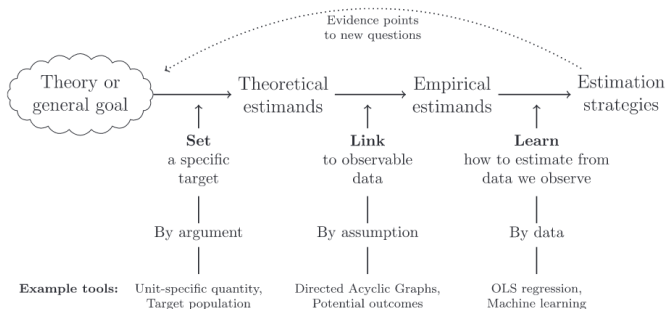 Evidence points
to new questions
Theory or
general goal
Theoretical
estimands
Empirical
estimands
Estimation
strategies
Set
a specific
target
Link
to observable
data
Learn
how to estimate from
data we observe
By argument
By assumption
By data
Example tools:
Unit-specific quantity,
Target population
Directed Acyclic Graphs,
Potential outcomes
OLS regression,
Machine learning